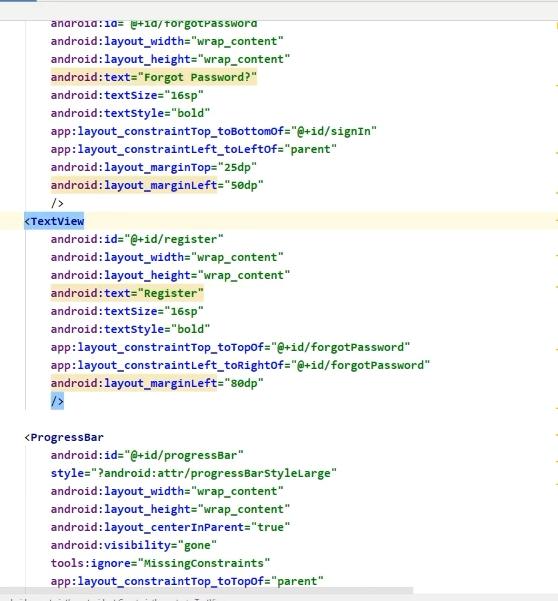 android:id="@+id/forgotPassword
android:layout_width="wrap_content"
android:layout_height="wrap_content"
android:text="Forgot Password?"
android:textSize="16sp"
android:textStyle="bold"
app:layout_constraintTop_toBottomOf="@+id/signIn"
app:layout_constraintLeft_toLeftOf="parent"
android:layout_marginTop="25dp"
android:layout_marginLeft="50dp"
/>
<TextView
android:id="@+id/register"
android:layout_width="wrap_content"
android:layout_height="wrap_content"
android:text="Register"
android:textSize="16sp"
android:textStyle="bold"
app:layout_constraintTop_toTopOf="@+id/forgotPassword"
app:layout_constraintLeft_toRightOf="@+id/forgotPassword"
android:layout_marginLeft="80dp"
/>
<ProgressBar
android:id="@+id/progressBar"
style="?android:attr/progressBarStyleLarge"
android:layout_width="wrap_content"
android:layout_height="wrap_content"
android:layout_centerInParent="true"
android:visibility="gone"
tools:ignore="MissingConstraints"
app:layout_constraintTop_toTopOf="parent"